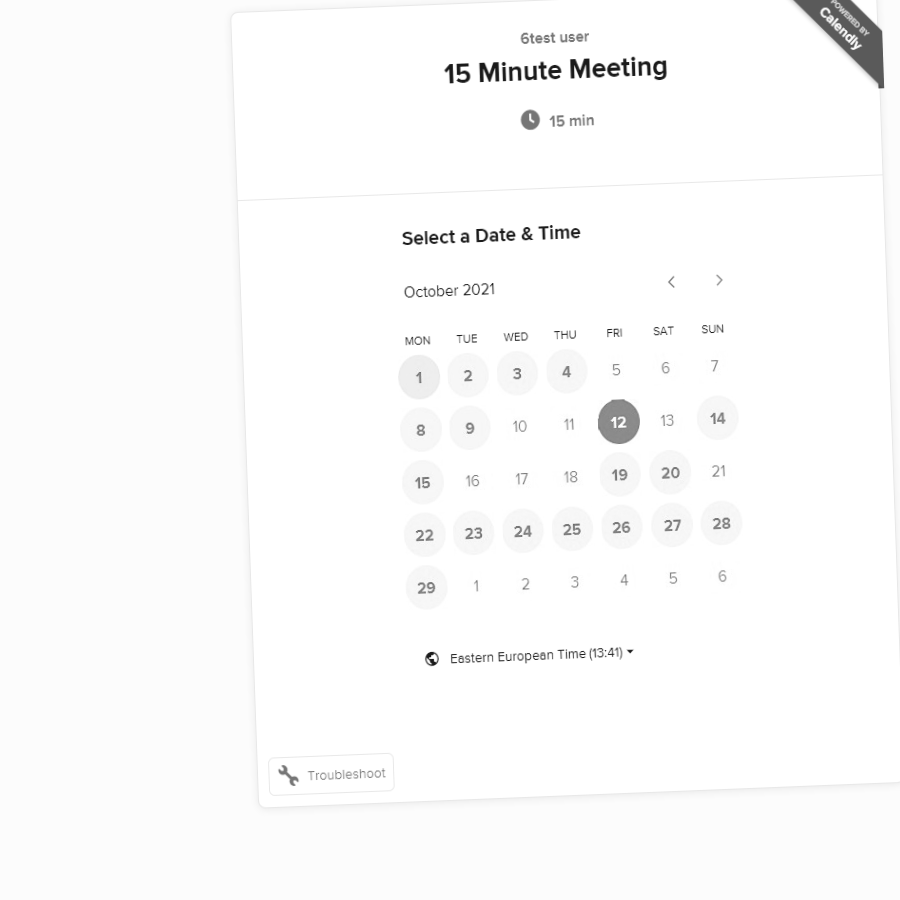 POWERED BY
Calendly
6test user
15 Minute Meeting
15 min
Select a Date & Time
October 2021
MON TUE WED THU FRI SAT SUN
1 2 3 4 5 6 7
8 9 10 11 12 13 14
15 16 17 18 19 20 21
22 23 24 25 26 27 28
29 1 2 3 4 5 6
Eastern European Time (13:41)
Troubleshoot